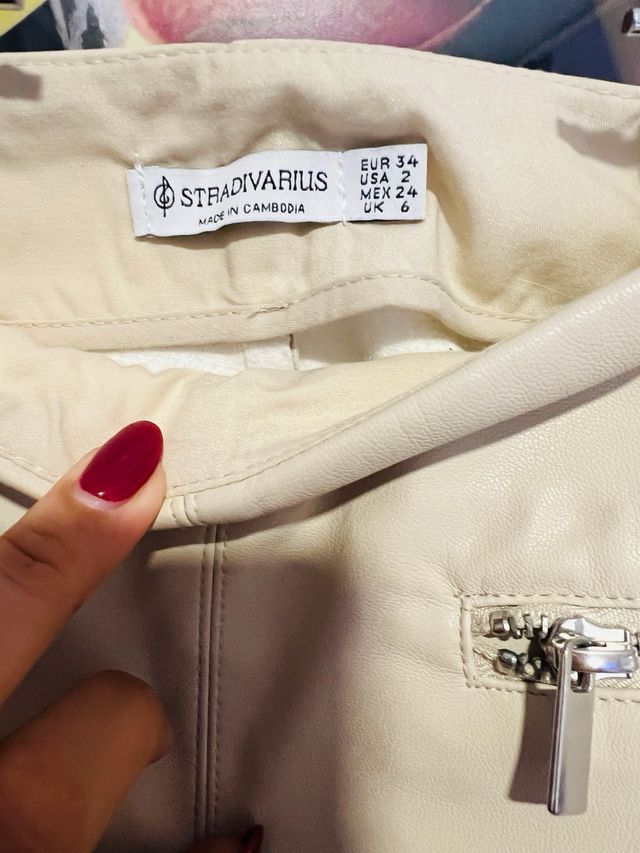 STRADIVARIUS
MADE IN CAMBODIA
EUR 34
USA 2
MEX 24
UK 6